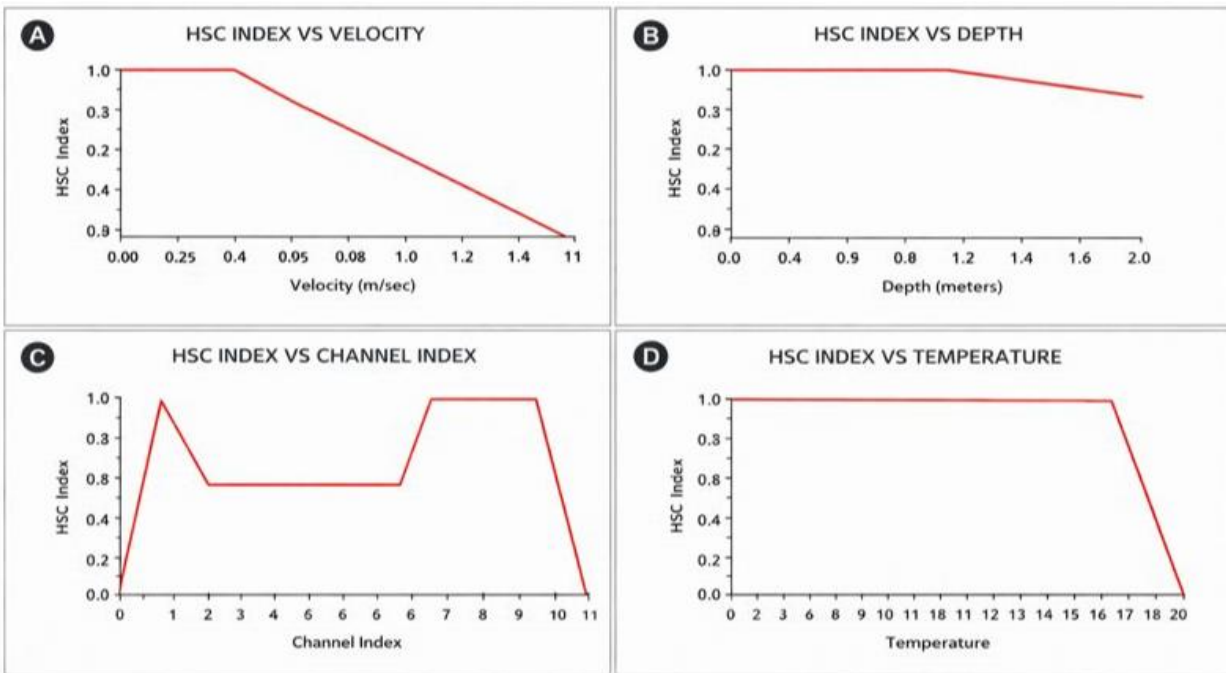 A
HSC INDEX VS VELOCITY
HSC Index
1.0
0.3
0.2
0.4
0.9
0.00 0.25 0.4 0.05 0.08 1.0 1.2 1.4 11
Velocity (m/sec)
B
HSC INDEX VS DEPTH
HSC Index
1.0
0.3
0.2
0.4
0.9
0.0 0.4 0.9 0.8 1.2 1.4 1.6 2.0
Depth (meters)
C
HSC INDEX VS CHANNEL INDEX
HSC Index
1.0
0.3
0.8
0.4
0.2
0.0
0 1 2 3 6 6 6 6 7 8 9 11
Channel Index
D
HSC INDEX VS TEMPERATURE
HSC Index
1.0
0.3
0.8
0.4
0.2
0.0
0 2 3 6 8 9 10 11 18 11 12 13 14 15 16 17 18 20
Temperature